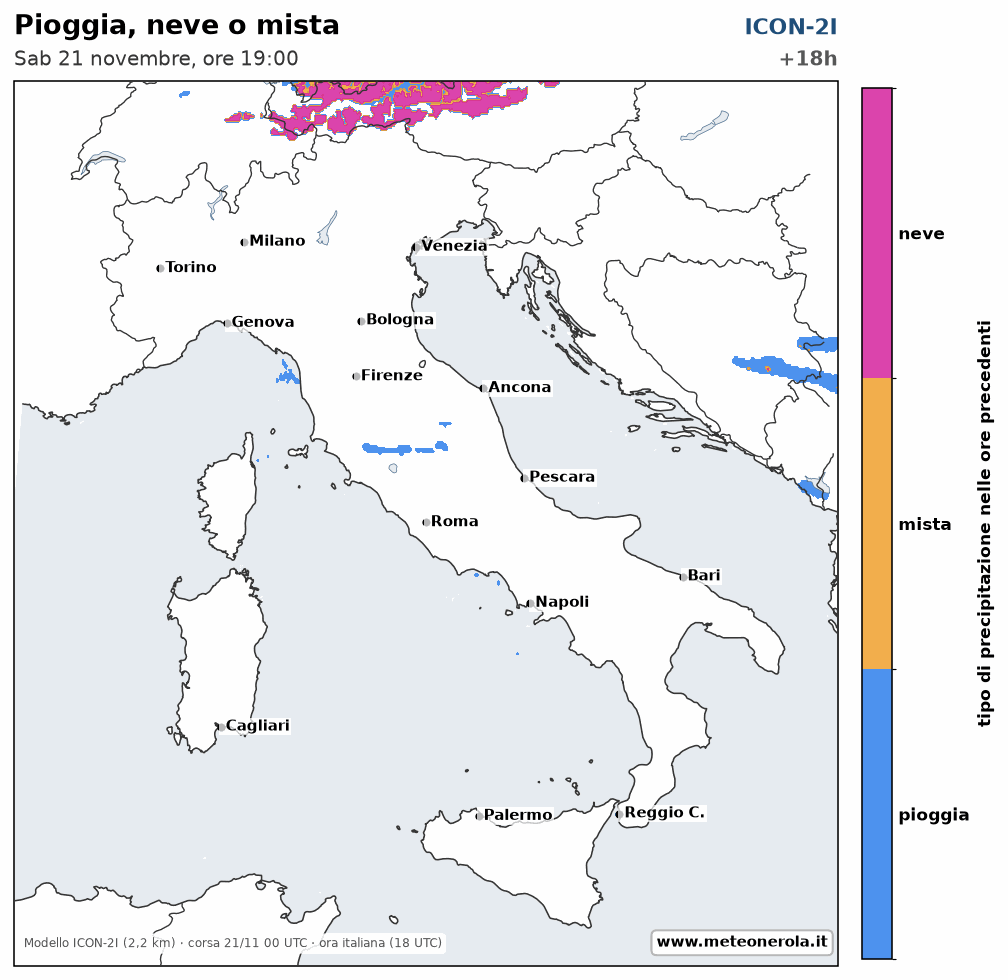 Pioggia, neve o mista
ICON-2I
Sab 21 novembre, ore 19:00
+18h
neve
Milano
Venezia
Torino
Bologna
Genova
Firenze
Ancona
Pescara
mista
Roma
Bari
Napoli
Cagliari
Palermo
Reggio C.
pioggia
tipo di precipitazione nelle ore precedenti
Modello ICON-2I (2,2 km) · corsa 21/11 00 UTC · ora italiana (18 UTC)
www.meteonerola.it